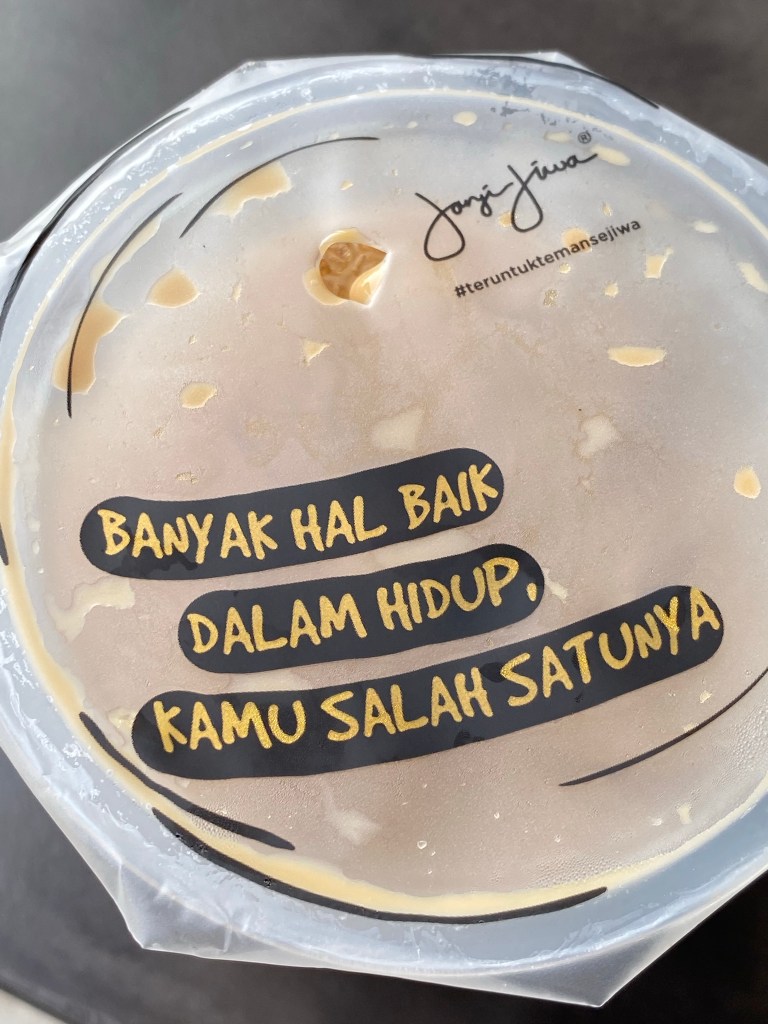 Janji Jiwa ®
#teruntuktemansejiwa
BANYAK HAL BAIK
DALAM HIDUP,
KAMU SALAH SATUNYA